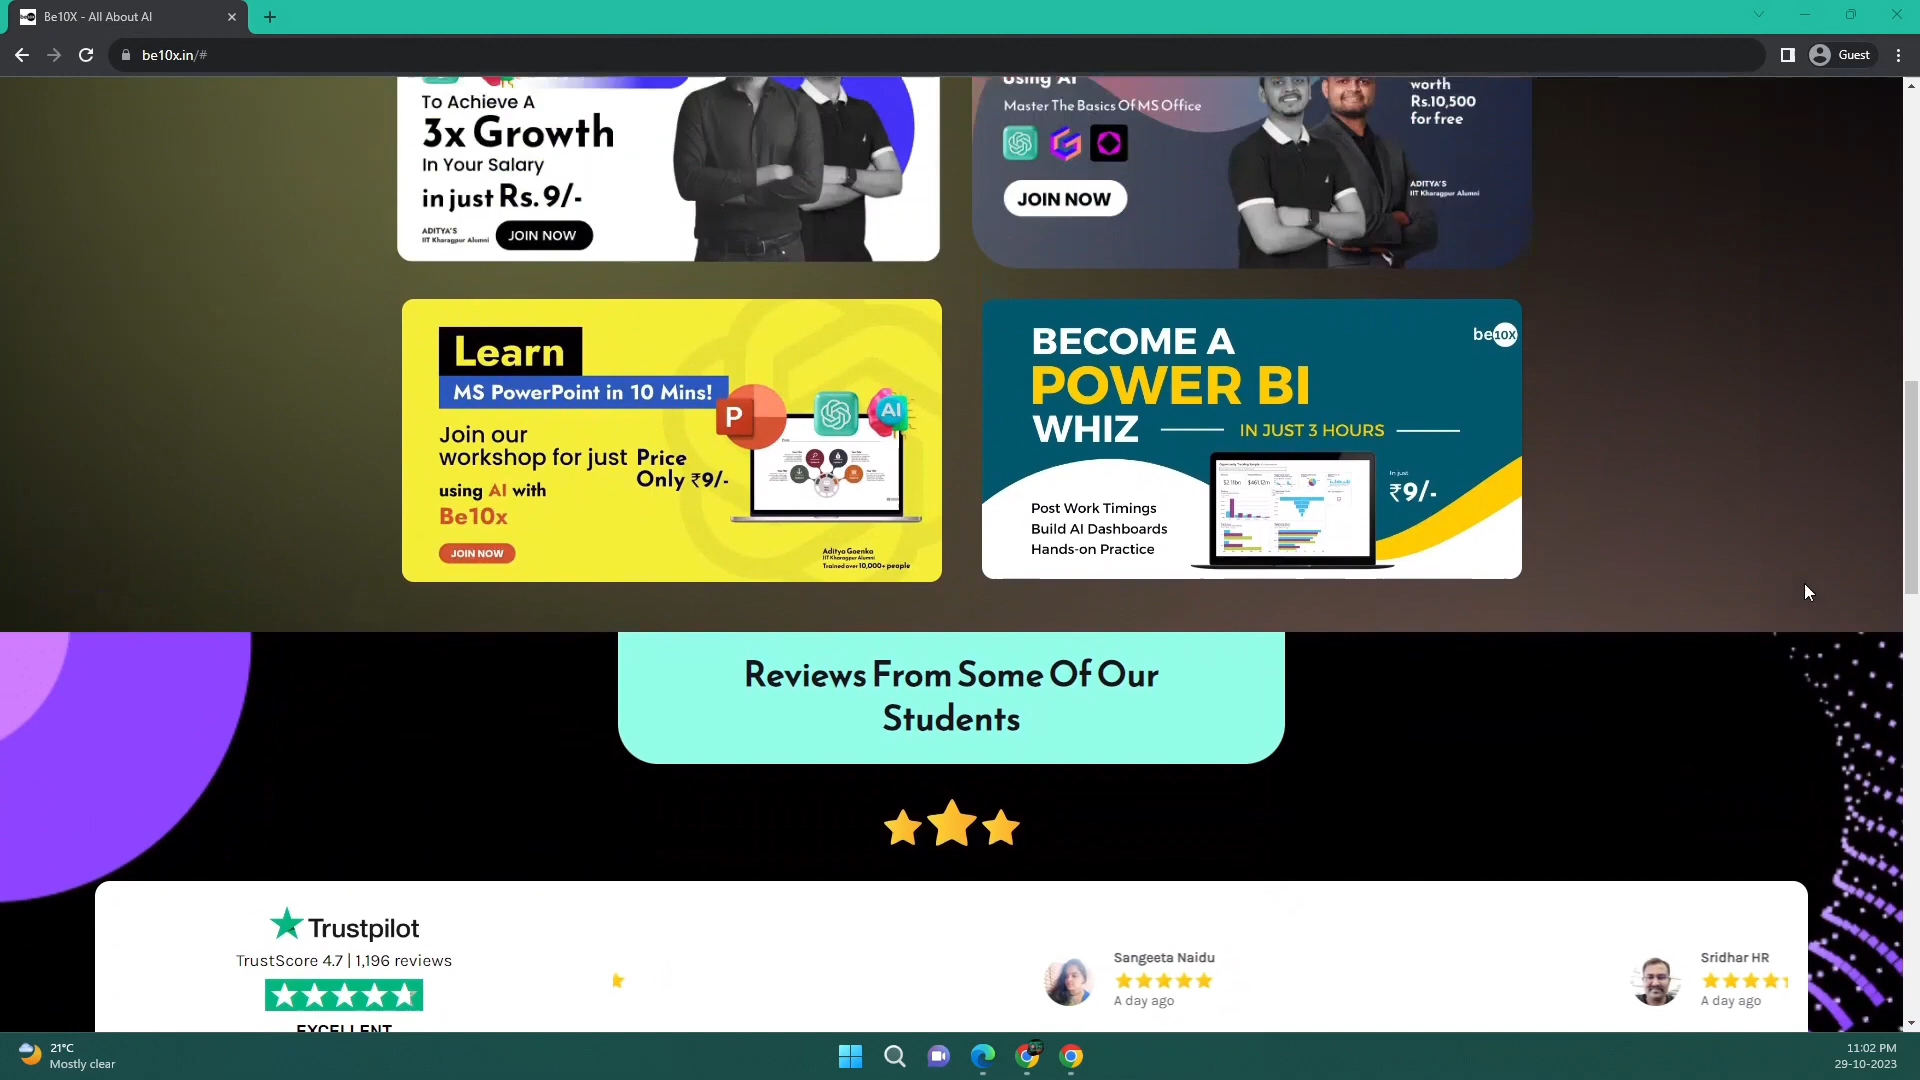 Be10X - All About AI
be10x.in/#
Guest
To Achieve A
3x Growth
In Your Salary
in just Rs. 9/-
ADITYA'S
IIT Kharagpur Alumni
JOIN NOW
using AI
Master The Basics Of MS Office
JOIN NOW
worth
Rs.10,500
for free
ADITYA'S
IIT Kharagpur Alumni
Learn
MS PowerPoint in 10 Mins!
Join our
workshop for just
Price
Only ₹9/-
using AI with
Be10x
JOIN NOW
P
AI
Aditya Goenka
IIT Kharagpur Alumni
Trained over 10,000+ people
BECOME A
POWER BI
WHIZ
IN JUST 3 HOURS
be10X
Post Work Timings
Build AI Dashboards
Hands-on Practice
In just
₹9/-
Reviews From Some Of Our
Students
Trustpilot
TrustScore 4.7 | 1,196 reviews
EXCELLENT
Sangeeta Naidu
A day ago
Sridhar HR
A day ago
21°C
Mostly clear
11:02 PM
29-10-2023